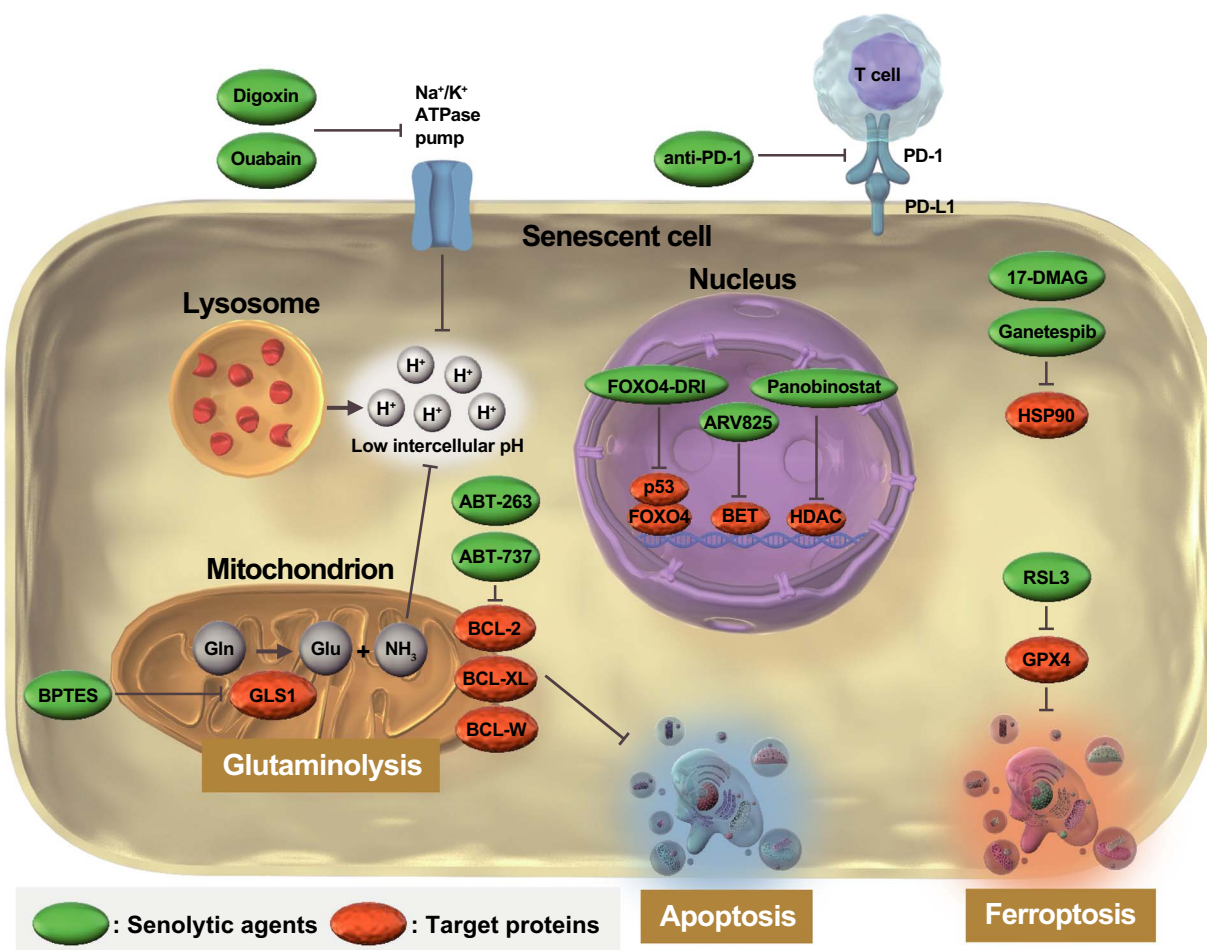 Digoxin
Ouabain
Na⁺/K⁺
ATPase
pump
T cell
anti-PD-1
PD-1
PD-L1
Senescent cell
Lysosome
H⁺
H⁺
H⁺
H⁺
H⁺
H⁺
Low intercellular pH
Nucleus
FOXO4-DRI
Panobinostat
ARV825
p53
FOXO4
BET
HDAC
17-DMAG
Ganetespib
HSP90
ABT-263
ABT-737
Mitochondrion
BCL-2
BCL-XL
BCL-W
Gln
Glu
+
NH₃
BPTES
GLS1
Glutaminolysis
RSL3
GPX4
Apoptosis
Ferroptosis
: Senolytic agents
: Target proteins